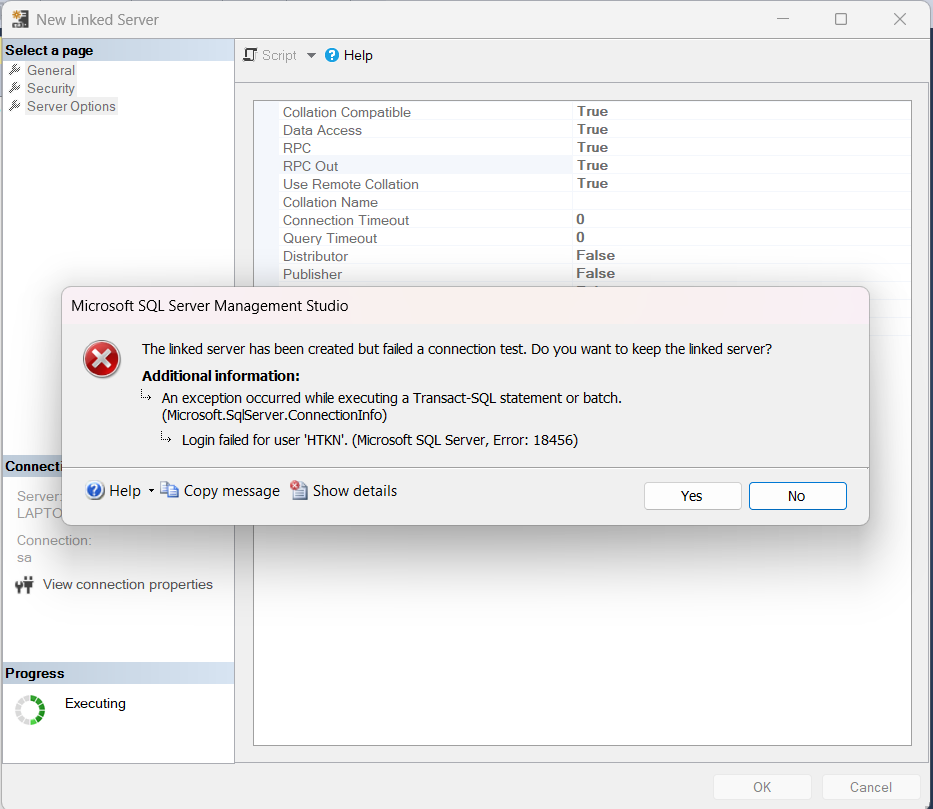 New Linked Server
Select a page
General
Security
Server Options
Script
Help
Collation Compatible True
Data Access True
RPC True
RPC Out True
Use Remote Collation True
Collation Name
Connection Timeout 0
Query Timeout 0
Distributor False
Publisher False
Microsoft SQL Server Management Studio
The linked server has been created but failed a connection test. Do you want to keep the linked server?
Additional information:
An exception occurred while executing a Transact-SQL statement or batch.
(Microsoft.SqlServer.ConnectionInfo)
Login failed for user 'HTKN'. (Microsoft SQL Server, Error: 18456)
Help
Copy message
Show details
Yes
No
Connecti
Server:
LAPTO
Connection:
sa
View connection properties
Progress
Executing
OK
Cancel